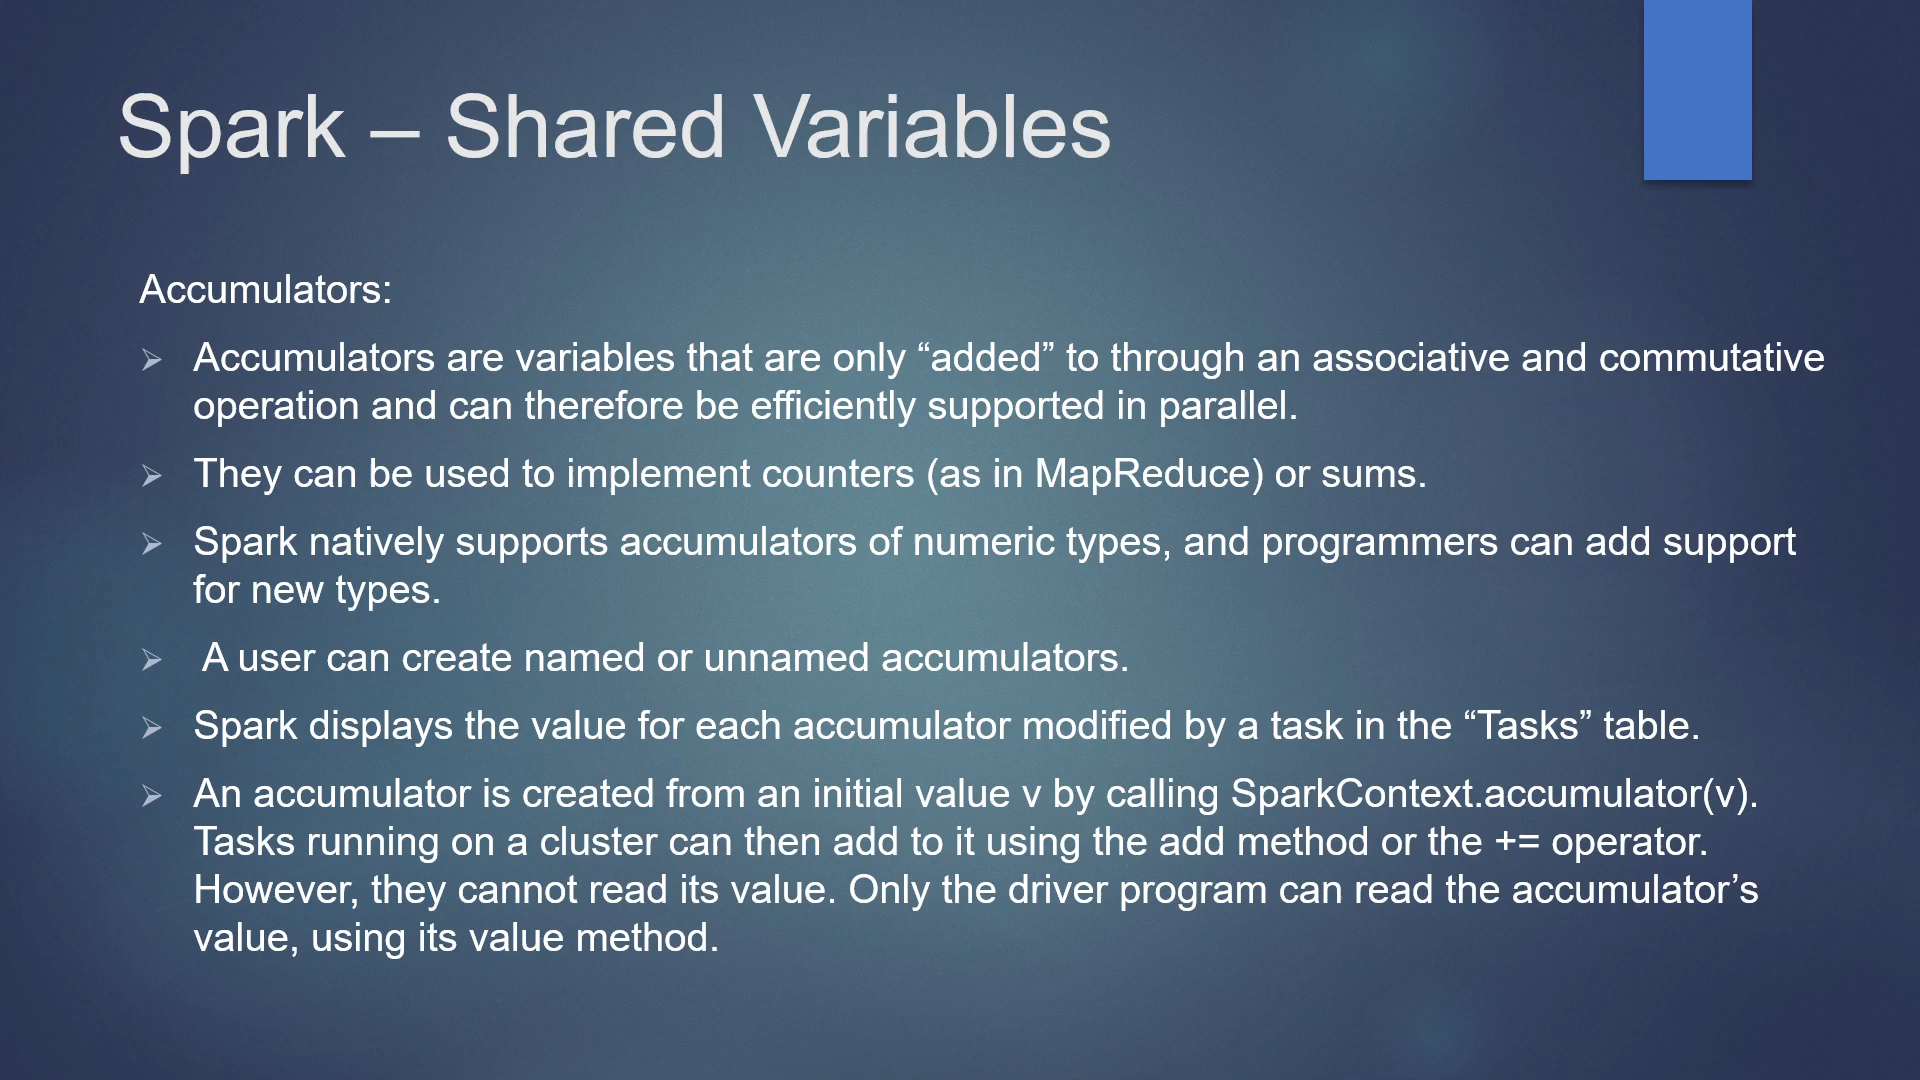 Spark – Shared Variables
Accumulators:
Accumulators are variables that are only “added” to through an associative and commutative
operation and can therefore be efficiently supported in parallel.
They can be used to implement counters (as in MapReduce) or sums.
Spark natively supports accumulators of numeric types, and programmers can add support
for new types.
A user can create named or unnamed accumulators.
Spark displays the value for each accumulator modified by a task in the “Tasks” table.
An accumulator is created from an initial value v by calling SparkContext.accumulator(v).
Tasks running on a cluster can then add to it using the add method or the += operator.
However, they cannot read its value. Only the driver program can read the accumulator’s
value, using its value method.